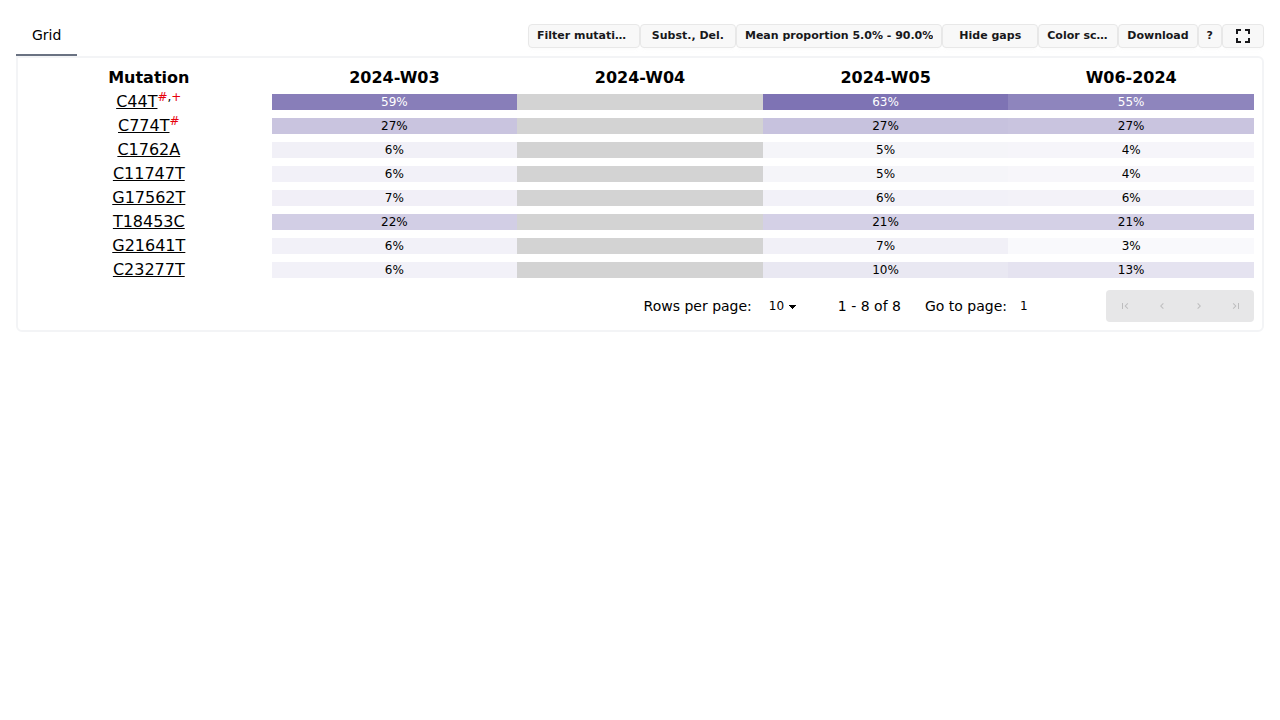 Grid
Filter mutati… Subst., Del. Mean proportion 5.0% - 90.0% Hide gaps Color sc… Download ?
Mutation 2024-W03 2024-W04 2024-W05 W06-2024
C44T#,+ 59% 63% 55%
C774T# 27% 27% 27%
C1762A 6% 5% 4%
C11747T 6% 5% 4%
G17562T 7% 6% 6%
T18453C 22% 21% 21%
G21641T 6% 7% 3%
C23277T 6% 10% 13%
Rows per page: 10 1 - 8 of 8 Go to page: 1